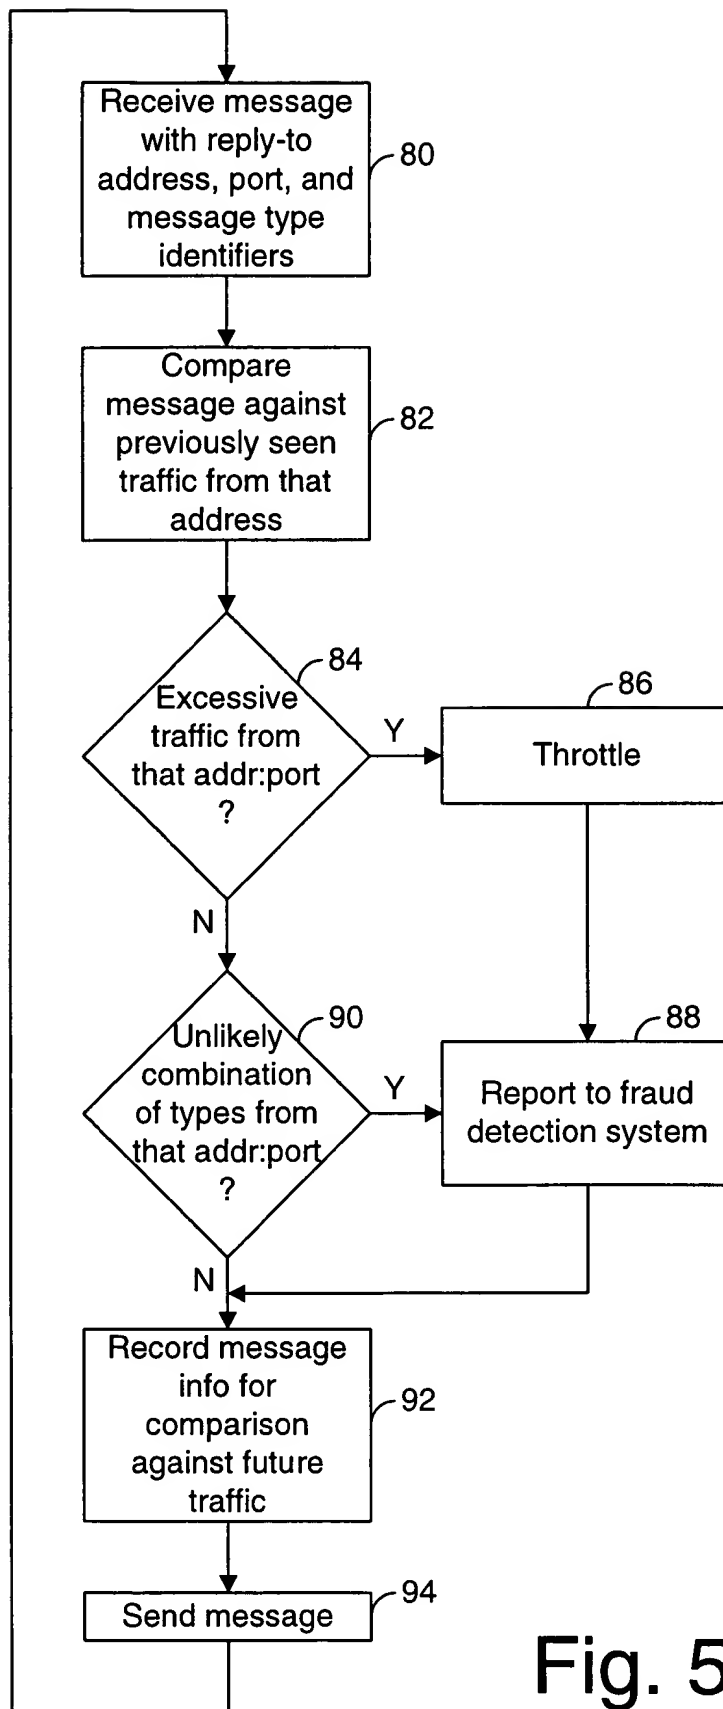 Receive message
with reply-to
address, port, and
message type
identifiers
80
Compare
message against
previously seen
traffic from that
address
82
84
Excessive
traffic from
that addr:port
?
Y
86
Throttle
N
90
Unlikely
combination
of types from
that addr:port
?
Y
88
Report to fraud
detection system
N
Record message
info for
comparison
against future
traffic
92
Send message
94
Fig. 5